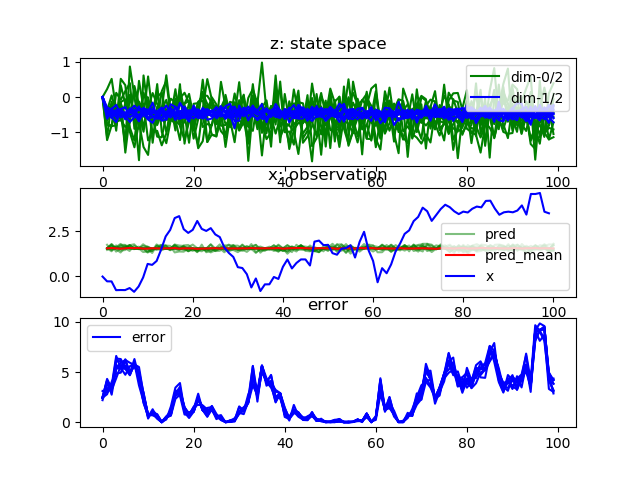 z: state space
1
0
−1
dim-0/2
dim-1/2
0 20 40 60 80 100
x: observation
2.5
0.0
pred
pred_mean
x
0 20 40 60 80 100
error
10
5
0
error
0 20 40 60 80 100